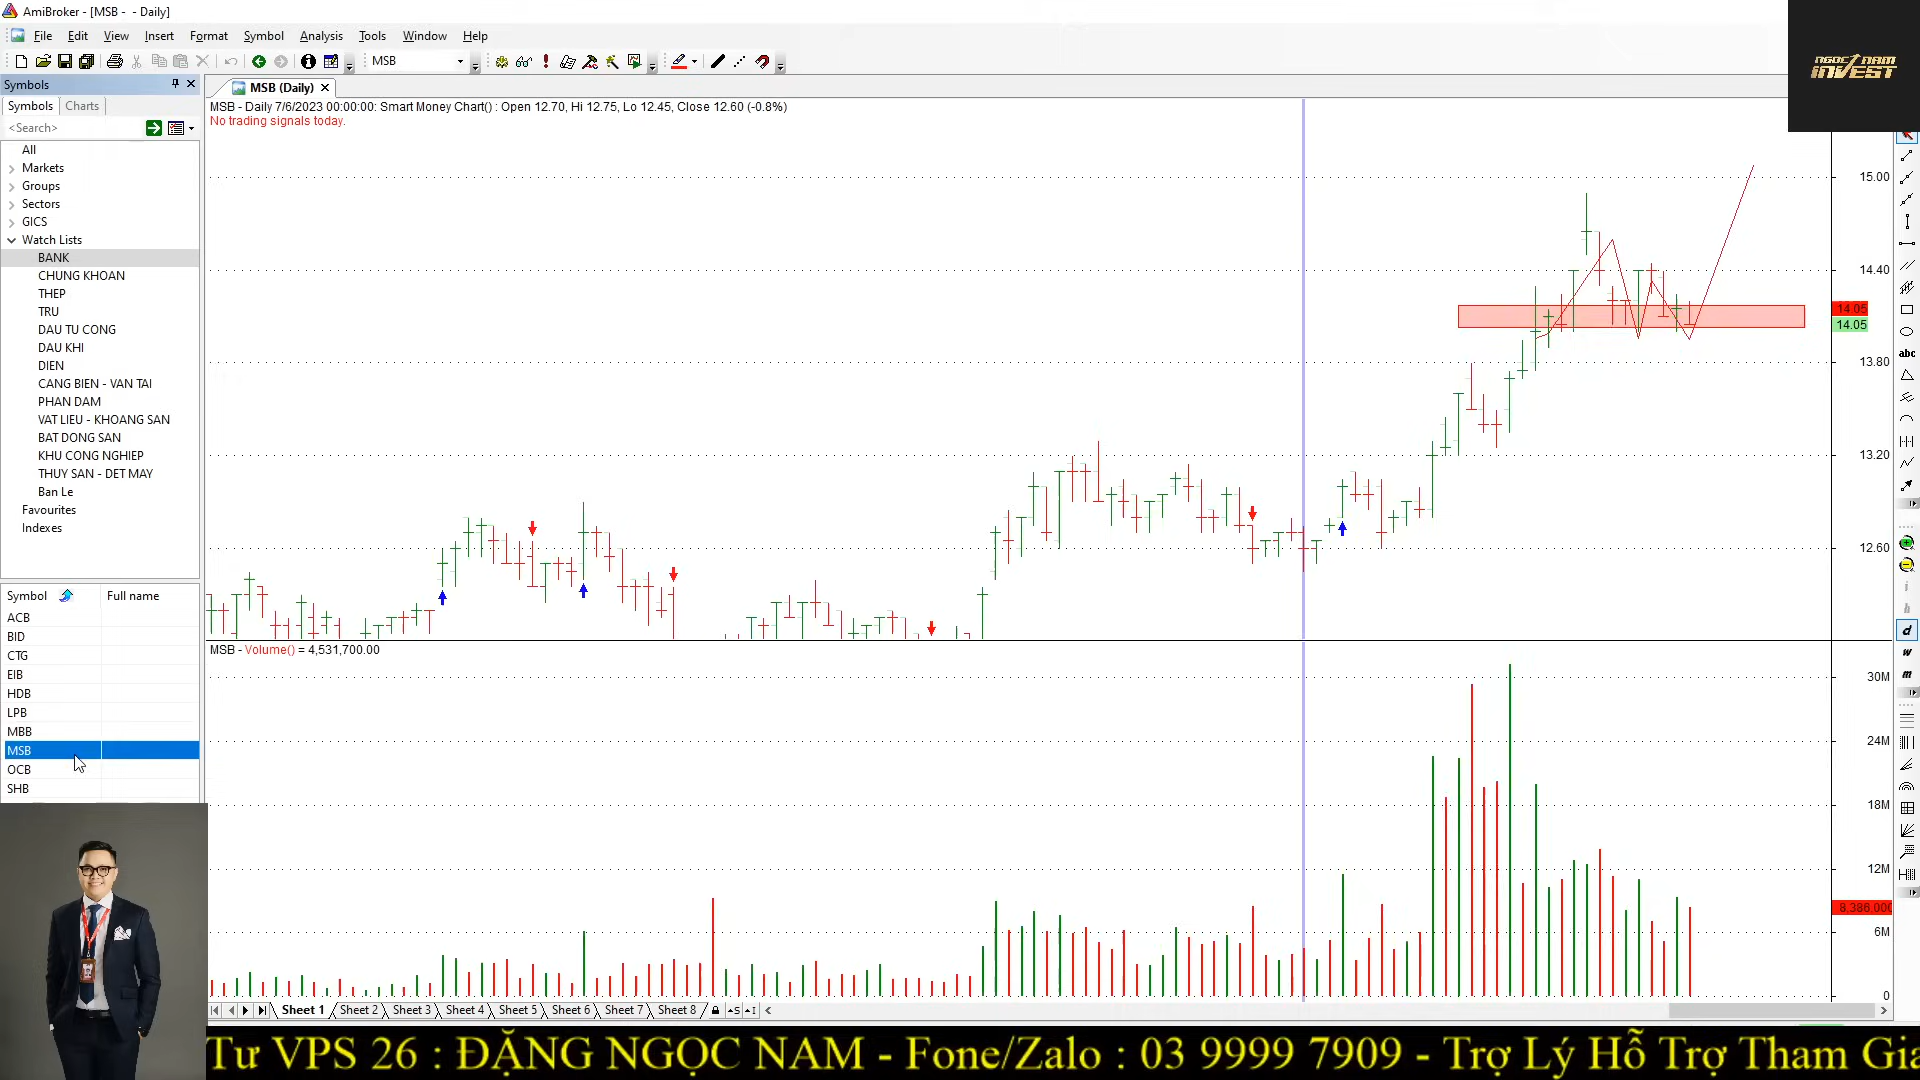 AmiBroker - [MSB -  - Daily]
File Edit View Insert Format Symbol Analysis Tools Window Help
MSB
NGOC NAM
INVEST
Symbols
Symbols Charts
<Search>
All
Markets
Groups
Sectors
GICS
Watch Lists
BANK
CHUNG KHOAN
THEP
TRU
DAU TU CONG
DAU KHI
DIEN
CANG BIEN - VAN TAI
PHAN DAM
VAT LIEU - KHOANG SAN
BAT DONG SAN
KHU CONG NGHIEP
THUY SAN - DET MAY
Ban Le
Favourites
Indexes
Symbol Full name
ACB
BID
CTG
EIB
HDB
LPB
MBB
MSB
OCB
SHB
MSB (Daily)
MSB - Daily 7/6/2023 00:00:00: Smart Money Chart() : Open 12.70, Hi 12.75, Lo 12.45, Close 12.60 (-0.8%)
No trading signals today.
15.00
14.40
14.05
14.05
13.80
13.20
12.60
MSB - Volume() = 4,531,700.00
30M
24M
18M
12M
8,386,000
6M
0
abc
i
h
d
w
m
Sheet 1 Sheet 2 Sheet 3 Sheet 4 Sheet 5 Sheet 6 Sheet 7 Sheet 8
Tư VPS 26 : ĐẶNG NGỌC NAM - Fone/Zalo : 03 9999 7909 - Trợ Lý Hỗ Trợ Tham Gia